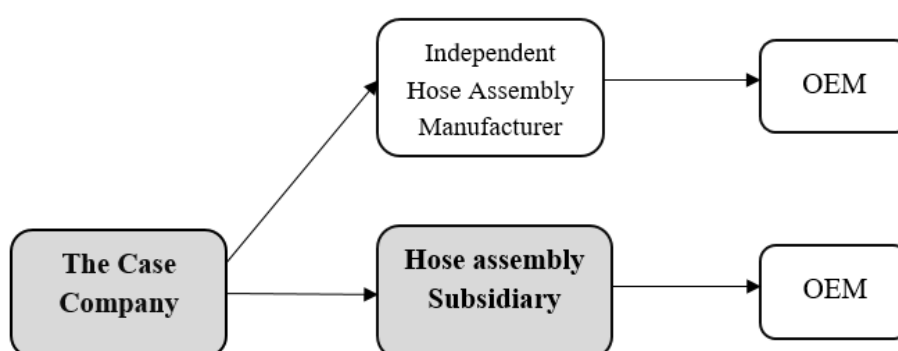 Independent
Hose Assembly
Manufacturer
OEM
The Case
Company
Hose assembly
Subsidiary
OEM